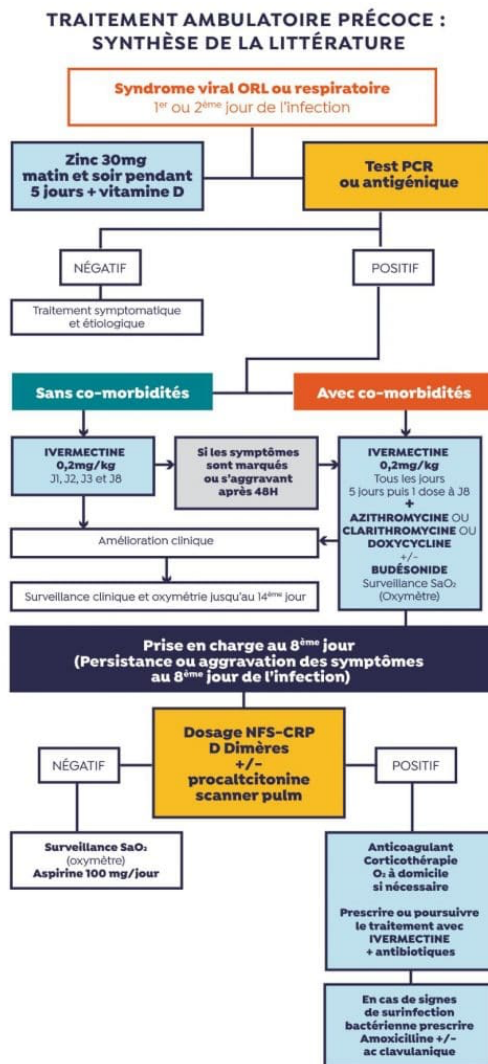 TRAITEMENT AMBULATOIRE PRÉCOCE :
SYNTHÈSE DE LA LITTÉRATURE
Syndrome viral ORL ou respiratoire
1er ou 2ème jour de l'infection
Zinc 30mg
matin et soir pendant
5 jours + vitamine D
Test PCR
ou antigénique
NÉGATIF
POSITIF
Traitement symptomatique
et étiologique
Sans co-morbidités
Avec co-morbidités
IVERMECTINE
0,2mg/kg
J1, J2, J3 et J8
Si les symptômes
sont marqués
ou s'aggravant
après 48H
IVERMECTINE
0,2mg/kg
Tous les jours
5 jours puis 1 dose à J8
+
AZITHROMYCINE OU
CLARITHROMYCINE OU
DOXYCYCLINE
+/-
BUDÉSONIDE
Surveillance SaO₂
(Oxymètre)
Amélioration clinique
Surveillance clinique et oxymétrie jusqu'au 14ème jour
Prise en charge au 8ème jour
(Persistance ou aggravation des symptômes
au 8ème jour de l'infection)
Dosage NFS-CRP
D Dimères
+/-
procaltcitonine
scanner pulm
NÉGATIF
POSITIF
Surveillance SaO₂
(oxymètre)
Aspirine 100 mg/jour
Anticoagulant
Corticothérapie
O₂ à domicile
si nécessaire
Prescrire ou poursuivre
le traitement avec
IVERMECTINE
+ antibiotiques
En cas de signes
de surinfection
bactérienne prescrire
Amoxicilline +/-
ac clavulanique